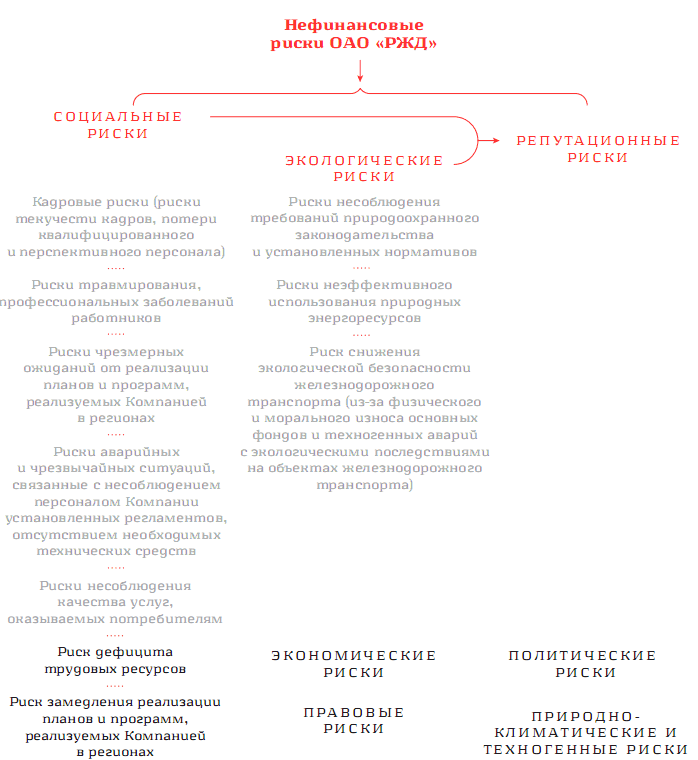 Нефинансовые
риски ОАО «РЖД»
СОЦИАЛЬНЫЕ
РИСКИ
ЭКОЛОГИЧЕСКИЕ
РИСКИ
РЕПУТАЦИОННЫЕ
РИСКИ
Кадровые риски (риски
текучести кадров, потери
квалифицированного
и перспективного персонала)
.....
Риски травмирования,
профессиональных заболеваний
работников
.....
Риски чрезмерных
ожиданий от реализации
планов и программ,
реализуемых Компанией
в регионах
.....
Риски аварийных
и чрезвычайных ситуаций,
связанные с несоблюдением
персоналом Компании
установленных регламентов,
отсутствием необходимых
технических средств
.....
Риски несоблюдения
качества услуг,
оказываемых потребителям
.....
Риск дефицита
трудовых ресурсов
.....
Риск замедления реализации
планов и программ,
реализуемых Компанией
в регионах
Риски несоблюдения
требований природоохранного
законодательства
и установленных нормативов
.....
Риски неэффективного
использования природных
энергоресурсов
.....
Риск снижения
экологической безопасности
железнодорожного
транспорта (из-за физического
и морального износа основных
фондов и техногенных аварий
с экологическими последствиями
на объектах железнодорожного
транспорта)
ЭКОНОМИЧЕСКИЕ
РИСКИ
ПРАВОВЫЕ
РИСКИ
ПОЛИТИЧЕСКИЕ
РИСКИ
ПРИРОДНО-
КЛИМАТИЧЕСКИЕ И
ТЕХНОГЕННЫЕ РИСКИ